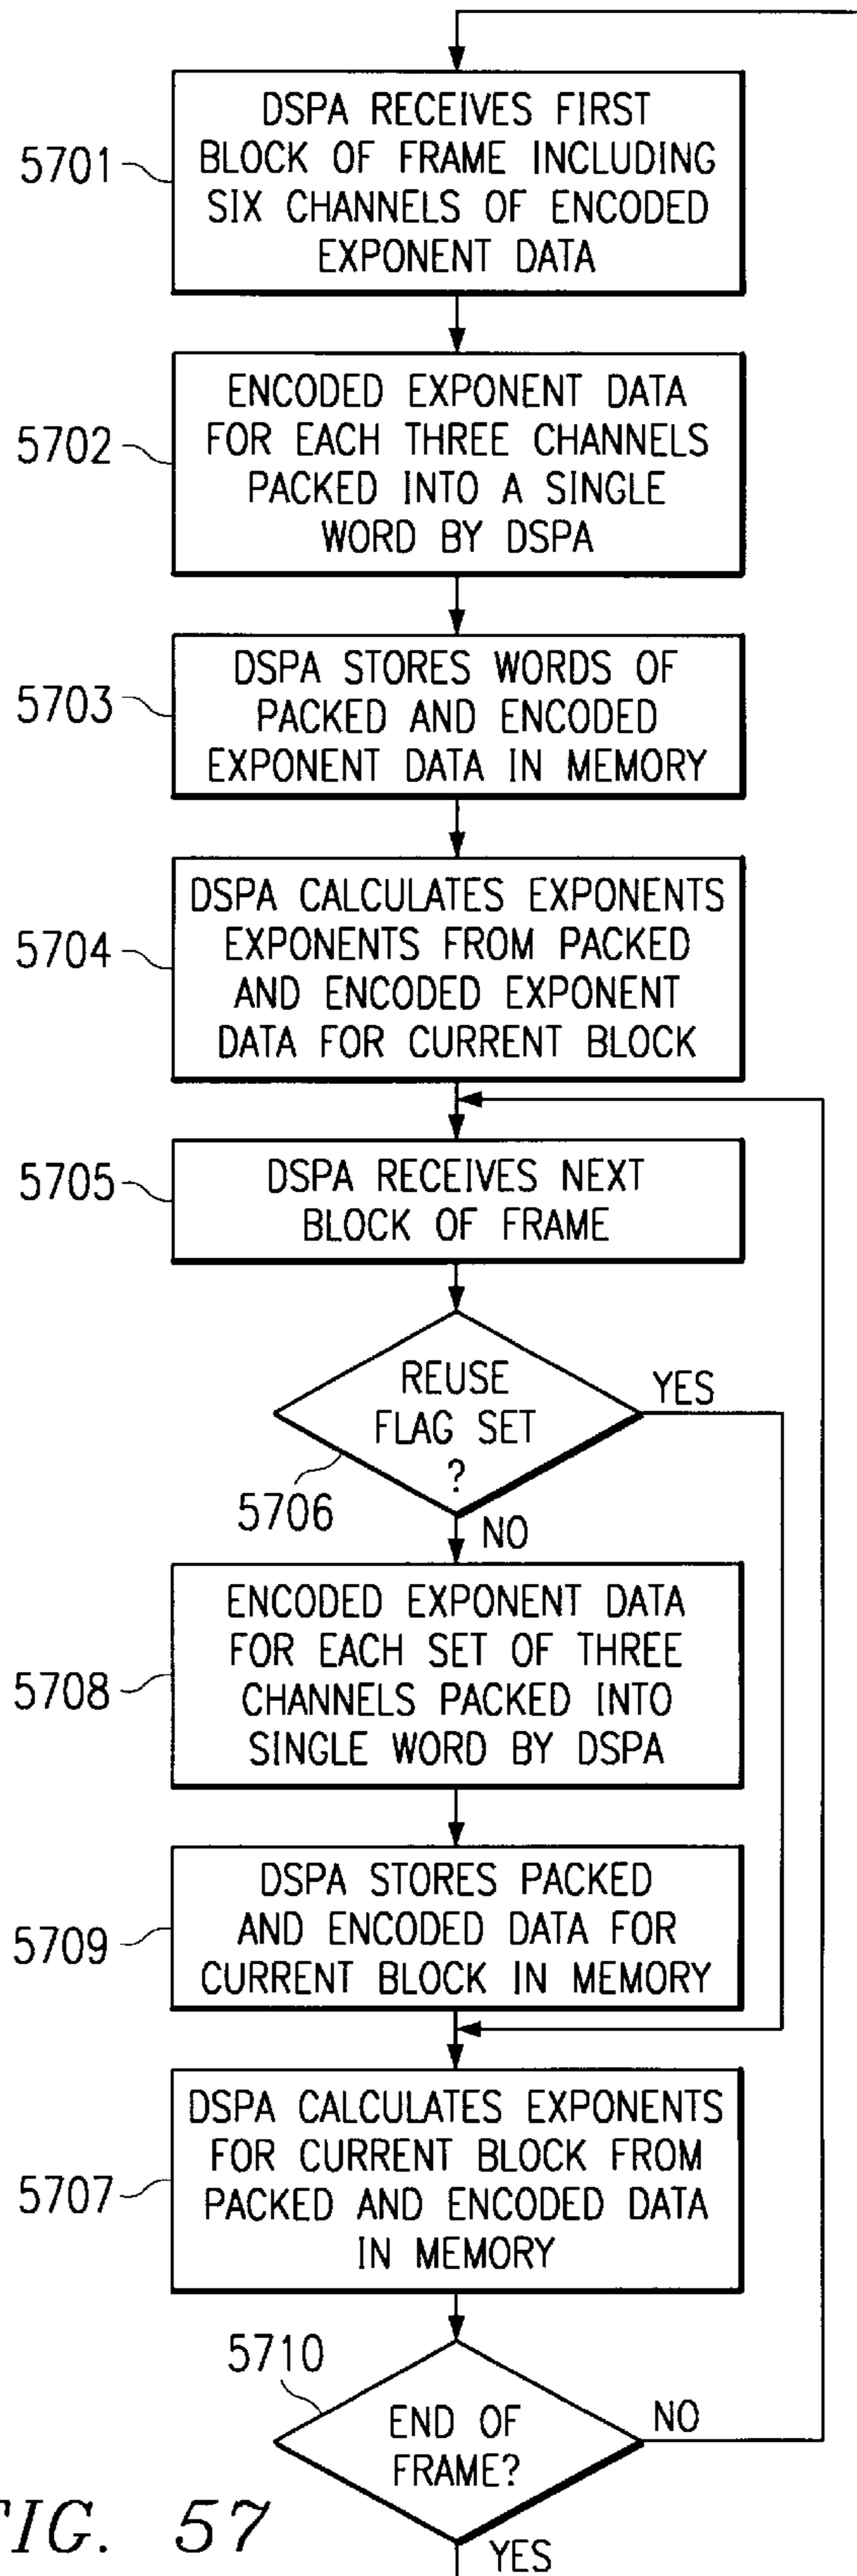 5701
DSPA RECEIVES FIRST
BLOCK OF FRAME INCLUDING
SIX CHANNELS OF ENCODED
EXPONENT DATA
5702
ENCODED EXPONENT DATA
FOR EACH THREE CHANNELS
PACKED INTO A SINGLE
WORD BY DSPA
5703
DSPA STORES WORDS OF
PACKED AND ENCODED
EXPONENT DATA IN MEMORY
5704
DSPA CALCULATES EXPONENTS
EXPONENTS FROM PACKED
AND ENCODED EXPONENT
DATA FOR CURRENT BLOCK
5705
DSPA RECEIVES NEXT
BLOCK OF FRAME
REUSE
FLAG SET
?
YES
5706
NO
5708
ENCODED EXPONENT DATA
FOR EACH SET OF THREE
CHANNELS PACKED INTO
SINGLE WORD BY DSPA
5709
DSPA STORES PACKED
AND ENCODED DATA FOR
CURRENT BLOCK IN MEMORY
5707
DSPA CALCULATES EXPONENTS
FOR CURRENT BLOCK FROM
PACKED AND ENCODED DATA
IN MEMORY
5710
END OF
FRAME?
NO
YES
FIG. 57